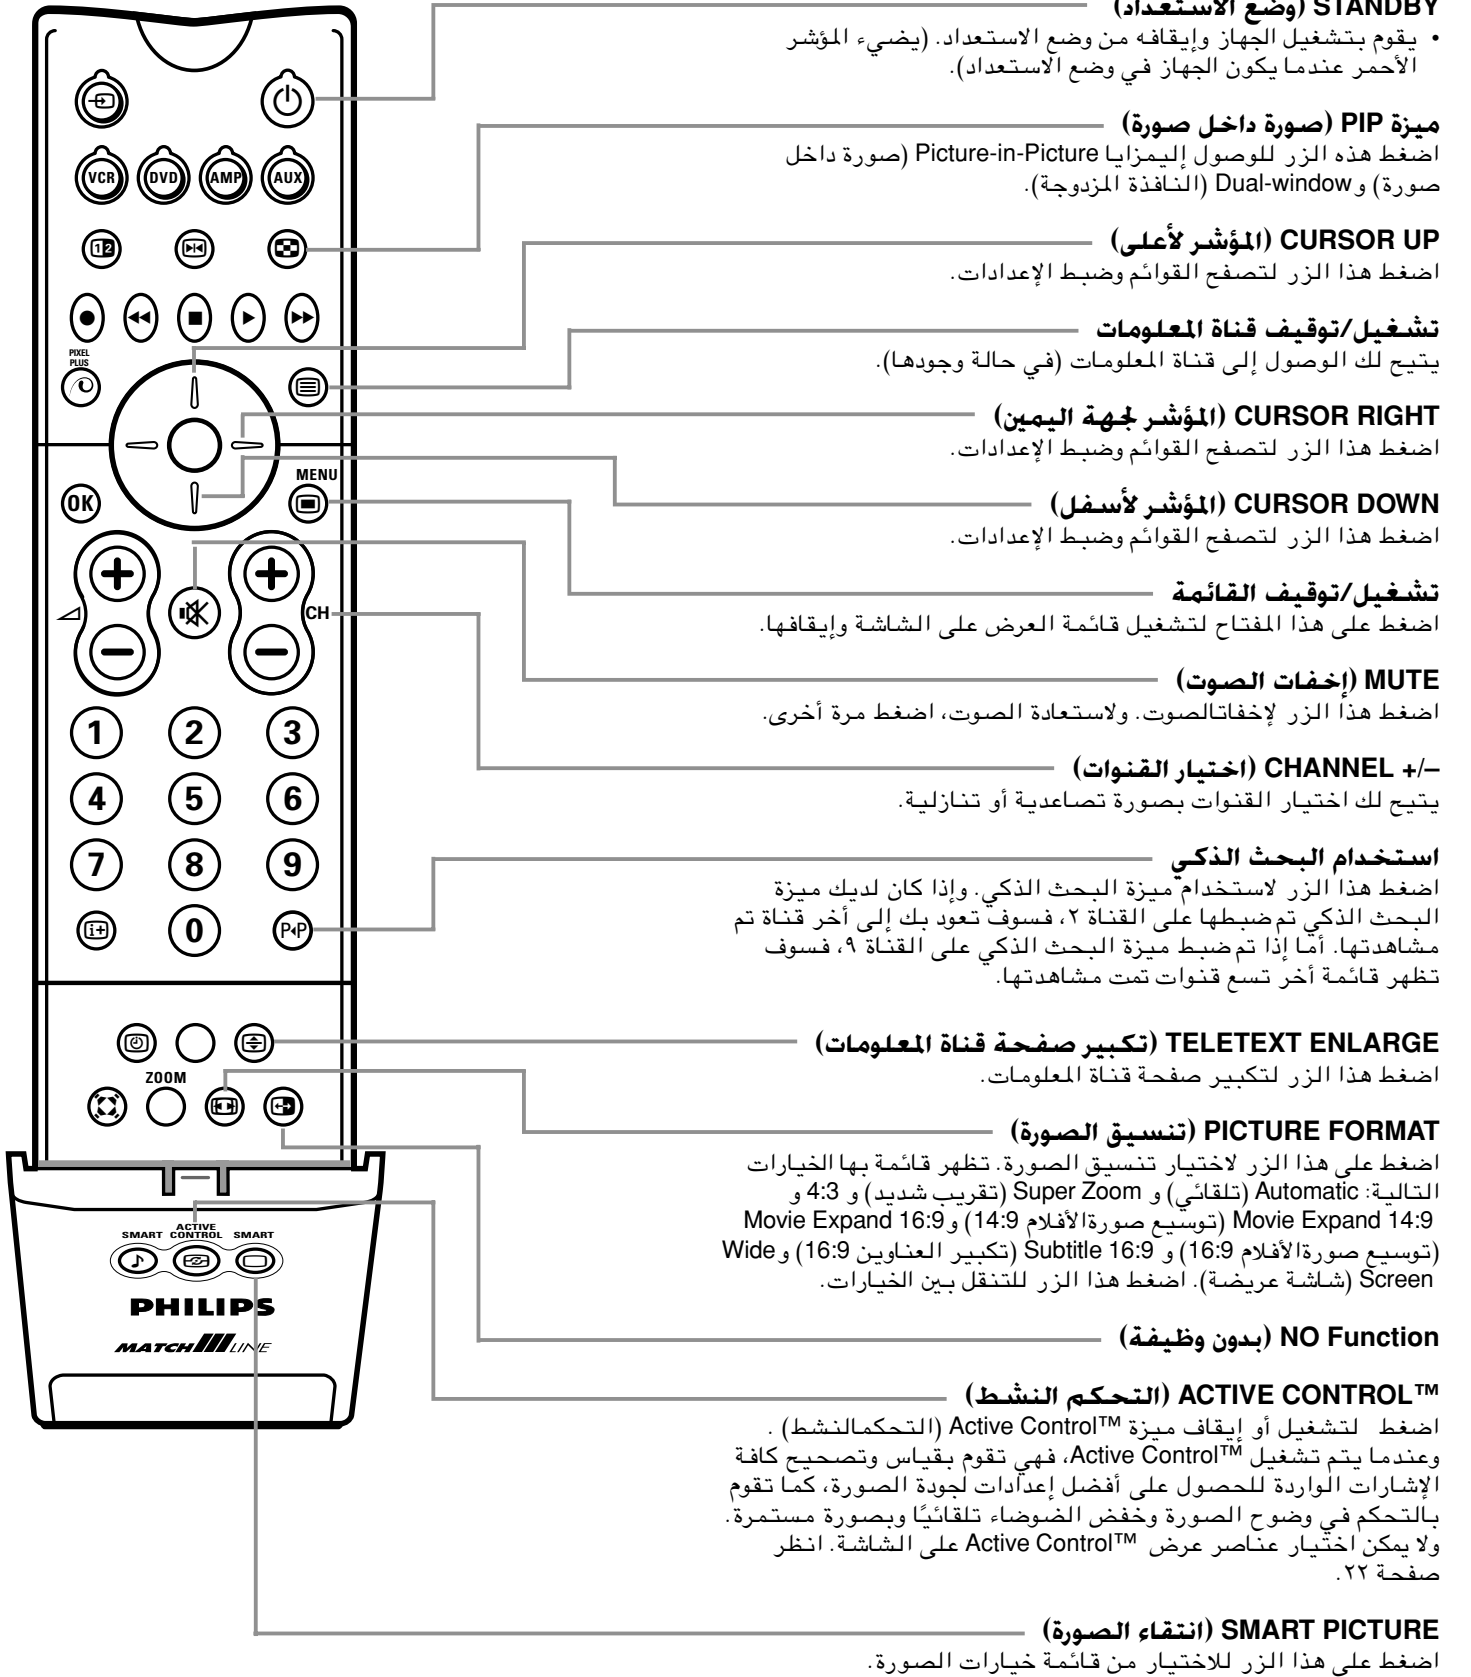 STANDBY (وضع الاستعداد)
• يقوم بتشغيل الجهاز وإيقافه من وضع الاستعداد. (يضيء المؤشر
الأحمر عندما يكون الجهاز في وضع الاستعداد).
ميزة PIP (صورة داخل صورة)
اضغط هذه الزر للوصول إليمزايا Picture-in-Picture (صورة داخل
صورة) و Dual-window (النافذة المزدوجة).
CURSOR UP (المؤشر لأعلى)
اضغط هذا الزر لتصفح القوائم وضبط الإعدادات.
تشغيل/توقيف قناة المعلومات
يتيح لك الوصول إلى قناة المعلومات (في حالة وجودها).
CURSOR RIGHT (المؤشر لجهة اليمين)
اضغط هذا الزر لتصفح القوائم وضبط الإعدادات.
CURSOR DOWN (المؤشر لأسفل)
اضغط هذا الزر لتصفح القوائم وضبط الإعدادات.
تشغيل/توقيف القائمة
اضغط على هذا المفتاح لتشغيل قائمة العرض على الشاشة وإيقافها.
MUTE (إخفات الصوت)
اضغط هذا الزر لإخفاتالصوت. ولاستعادة الصوت، اضغط مرة أخرى.
CHANNEL +/– (اختيار القنوات)
يتيح لك اختيار القنوات بصورة تصاعدية أو تنازلية.
استخدام البحث الذكي
اضغط هذا الزر لاستخدام ميزة البحث الذكي. وإذا كان لديك ميزة
البحث الذكي تم ضبطها على القناة ٢، فسوف تعود بك إلى أخر قناة تم
مشاهدتها. أما إذا تم ضبط ميزة البحث الذكي على القناة ٩، فسوف
تظهر قائمة أخر تسع قنوات تمت مشاهدتها.
TELETEXT ENLARGE (تكبير صفحة قناة المعلومات)
اضغط هذا الزر لتكبير صفحة قناة المعلومات.
PICTURE FORMAT (تنسيق الصورة)
اضغط على هذا الزر لاختيار تنسيق الصورة. تظهر قائمة بها الخيارات
التالية: Automatic (تلقائي) و Super Zoom (تقريب شديد) و 4:3 و
Movie Expand 14:9 (توسيع صورةالأفلام 14:9) و Movie Expand 16:9
(توسيع صورةالأفلام 16:9) و Subtitle 16:9 (تكبير العناوين 16:9) و Wide
Screen (شاشة عريضة). اضغط هذا الزر للتنقل بين الخيارات.
NO Function (بدون وظيفة)
ACTIVE CONTROL™ (التحكم النشط)
اضغط لتشغيل أو إيقاف ميزة Active Control™ (التحكمالنشط) .
وعندما يتم تشغيل Active Control™، فهي تقوم بقياس وتصحيح كافة
الإشارات الواردة للحصول على أفضل إعدادات لجودة الصورة، كما تقوم
بالتحكم في وضوح الصورة وخفض الضوضاء تلقائيًا وبصورة مستمرة.
ولا يمكن اختيار عناصر عرض Active Control™ على الشاشة. انظر
صفحة ٢٢.
SMART PICTURE (انتقاء الصورة)
اضغط على هذا الزر للاختيار من قائمة خيارات الصورة.
VCR DVD AMP AUX
1 2
PIXEL
PLUS
MENU
OK
CH
1 2 3
4 5 6
7 8 9
i+ 0 P◂P
ZOOM
SMART ACTIVE CONTROL SMART
PHILIPS
MATCH LINE